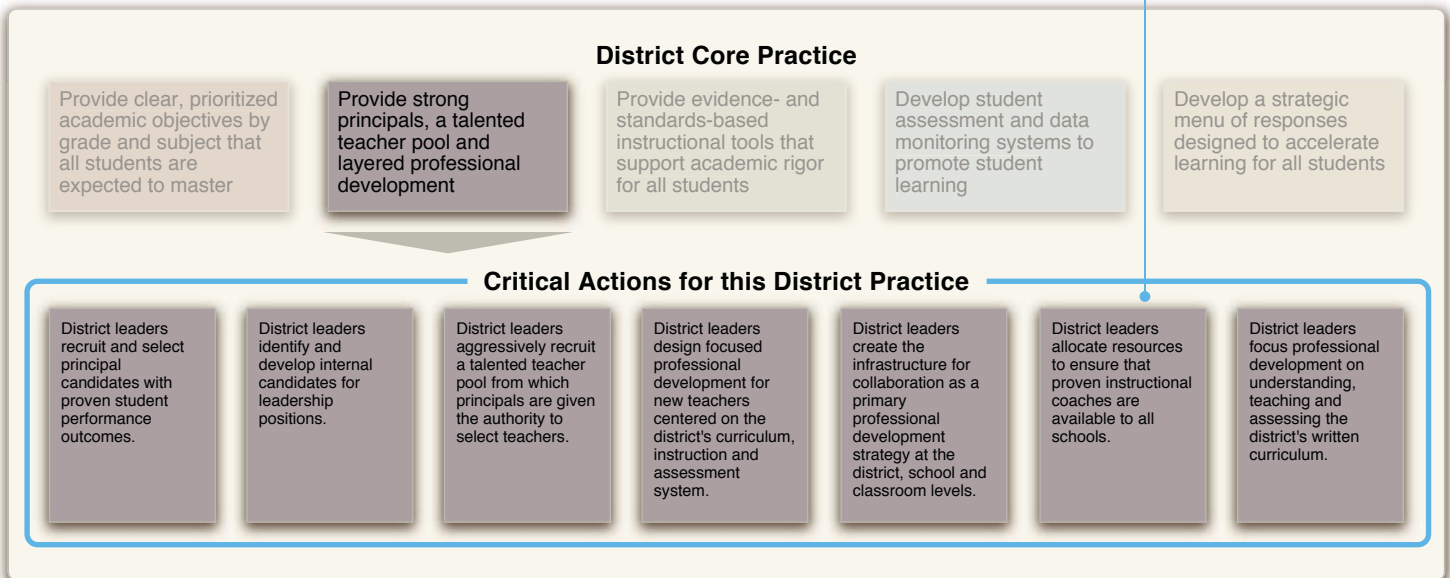 District Core Practice
Provide clear, prioritized
academic objectives by
grade and subject that
all students are
expected to master
Provide strong
principals, a talented
teacher pool and
layered professional
development
Provide evidence- and
standards-based
instructional tools that
support academic rigor
for all students
Develop student
assessment and data
monitoring systems to
promote student
learning
Develop a strategic
menu of responses
designed to accelerate
learning for all students
Critical Actions for this District Practice
District leaders
recruit and select
principal
candidates with
proven student
performance
outcomes.
District leaders
identify and
develop internal
candidates for
leadership
positions.
District leaders
aggressively recruit
a talented teacher
pool from which
principals are given
the authority to
select teachers.
District leaders
design focused
professional
development for
new teachers
centered on the
district's curriculum,
instruction and
assessment
system.
District leaders
create the
infrastructure for
collaboration as a
primary
professional
development
strategy at the
district, school and
classroom levels.
District leaders
allocate resources
to ensure that
proven instructional
coaches are
available to all
schools.
District leaders
focus professional
development on
understanding,
teaching and
assessing the
district's written
curriculum.